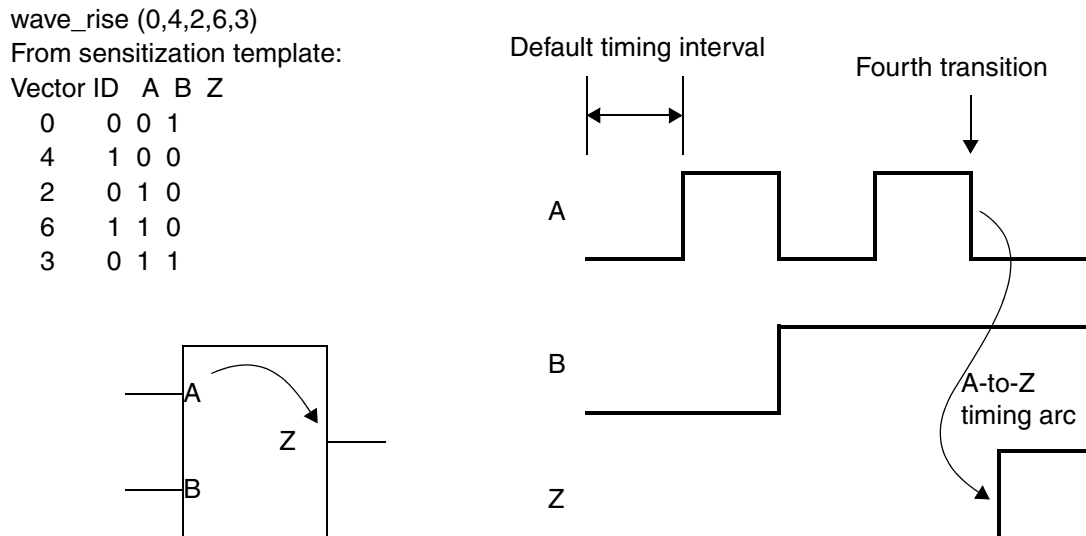 wave_rise (0,4,2,6,3)
From sensitization template:
Vector ID A B Z
0 0 0 1
4 1 0 0
2 0 1 0
6 1 1 0
3 0 1 1
A
Z
B
Default timing interval
Fourth transition
A
B
A-to-Z
timing arc
Z